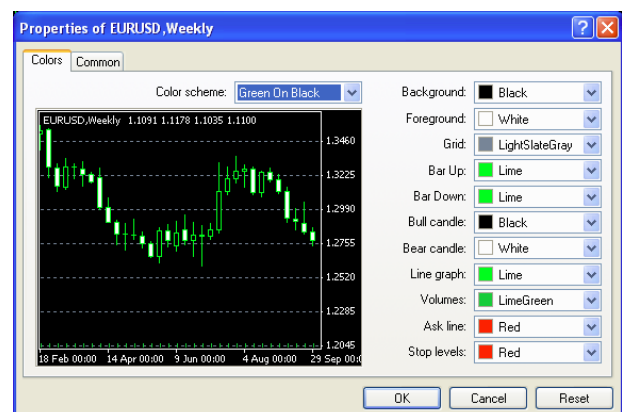 Properties of EURUSD,Weekly
Colors
Common
Color scheme: Green On Black
EURUSD,Weekly 1.1091 1.1178 1.1035 1.1100
1.3460
1.3225
1.2990
1.2755
1.2520
1.2285
1.2045
18 Feb 00:00 14 Apr 00:00 9 Jun 00:00 4 Aug 00:00 29 Sep 00:0
Background: Black
Foreground: White
Grid: LightSlateGray
Bar Up: Lime
Bar Down: Lime
Bull candle: Black
Bear candle: White
Line graph: Lime
Volumes: LimeGreen
Ask line: Red
Stop levels: Red
OK Cancel Reset